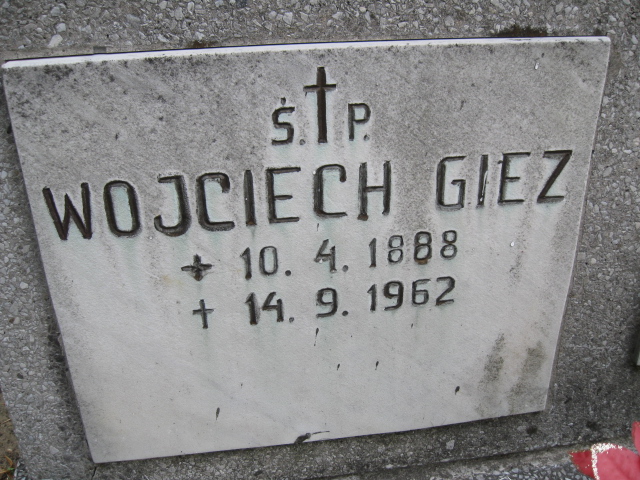 Ś. P.
WOJCIECH GIEZ
10. 4. 1888
14. 9. 1962